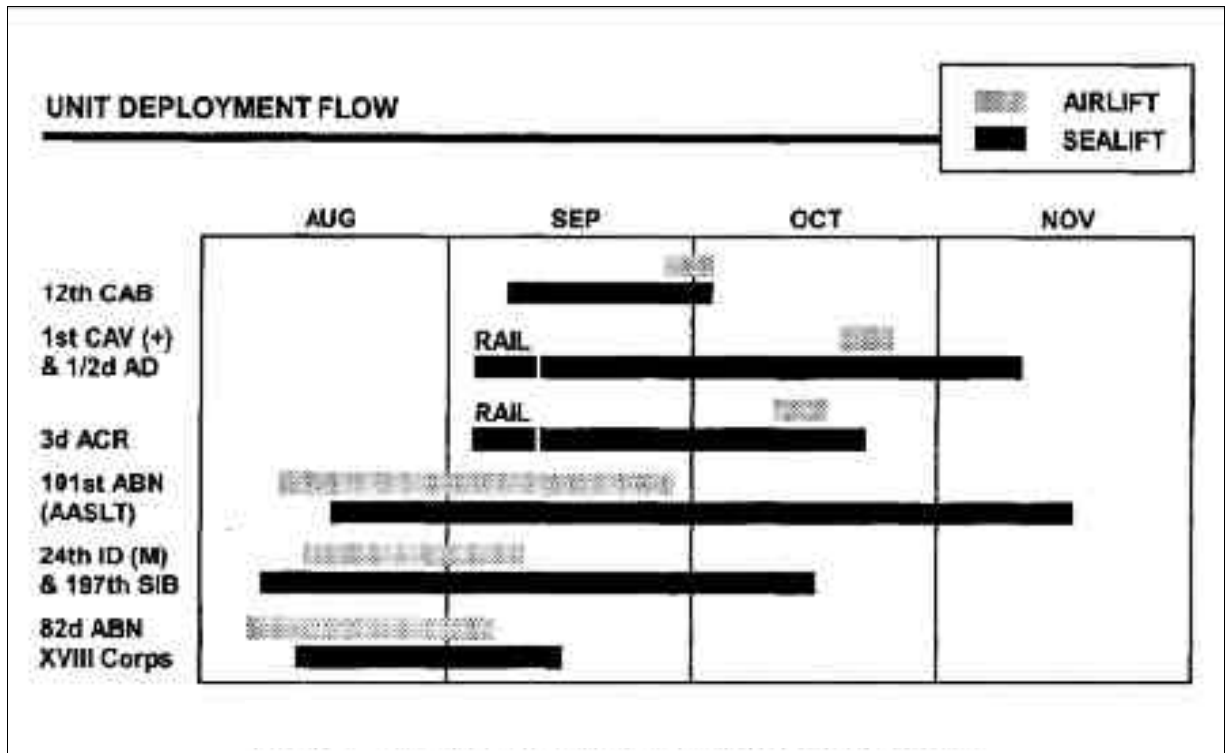 UNIT DEPLOYMENT FLOW
AIRLIFT
SEALIFT
AUG SEP OCT NOV
12th CAB
1st CAV (+)
& 1/2d AD
RAIL
3d ACR
RAIL
101st ABN
(AASLT)
24th ID (M)
& 197th SIB
82d ABN
XVIII Corps